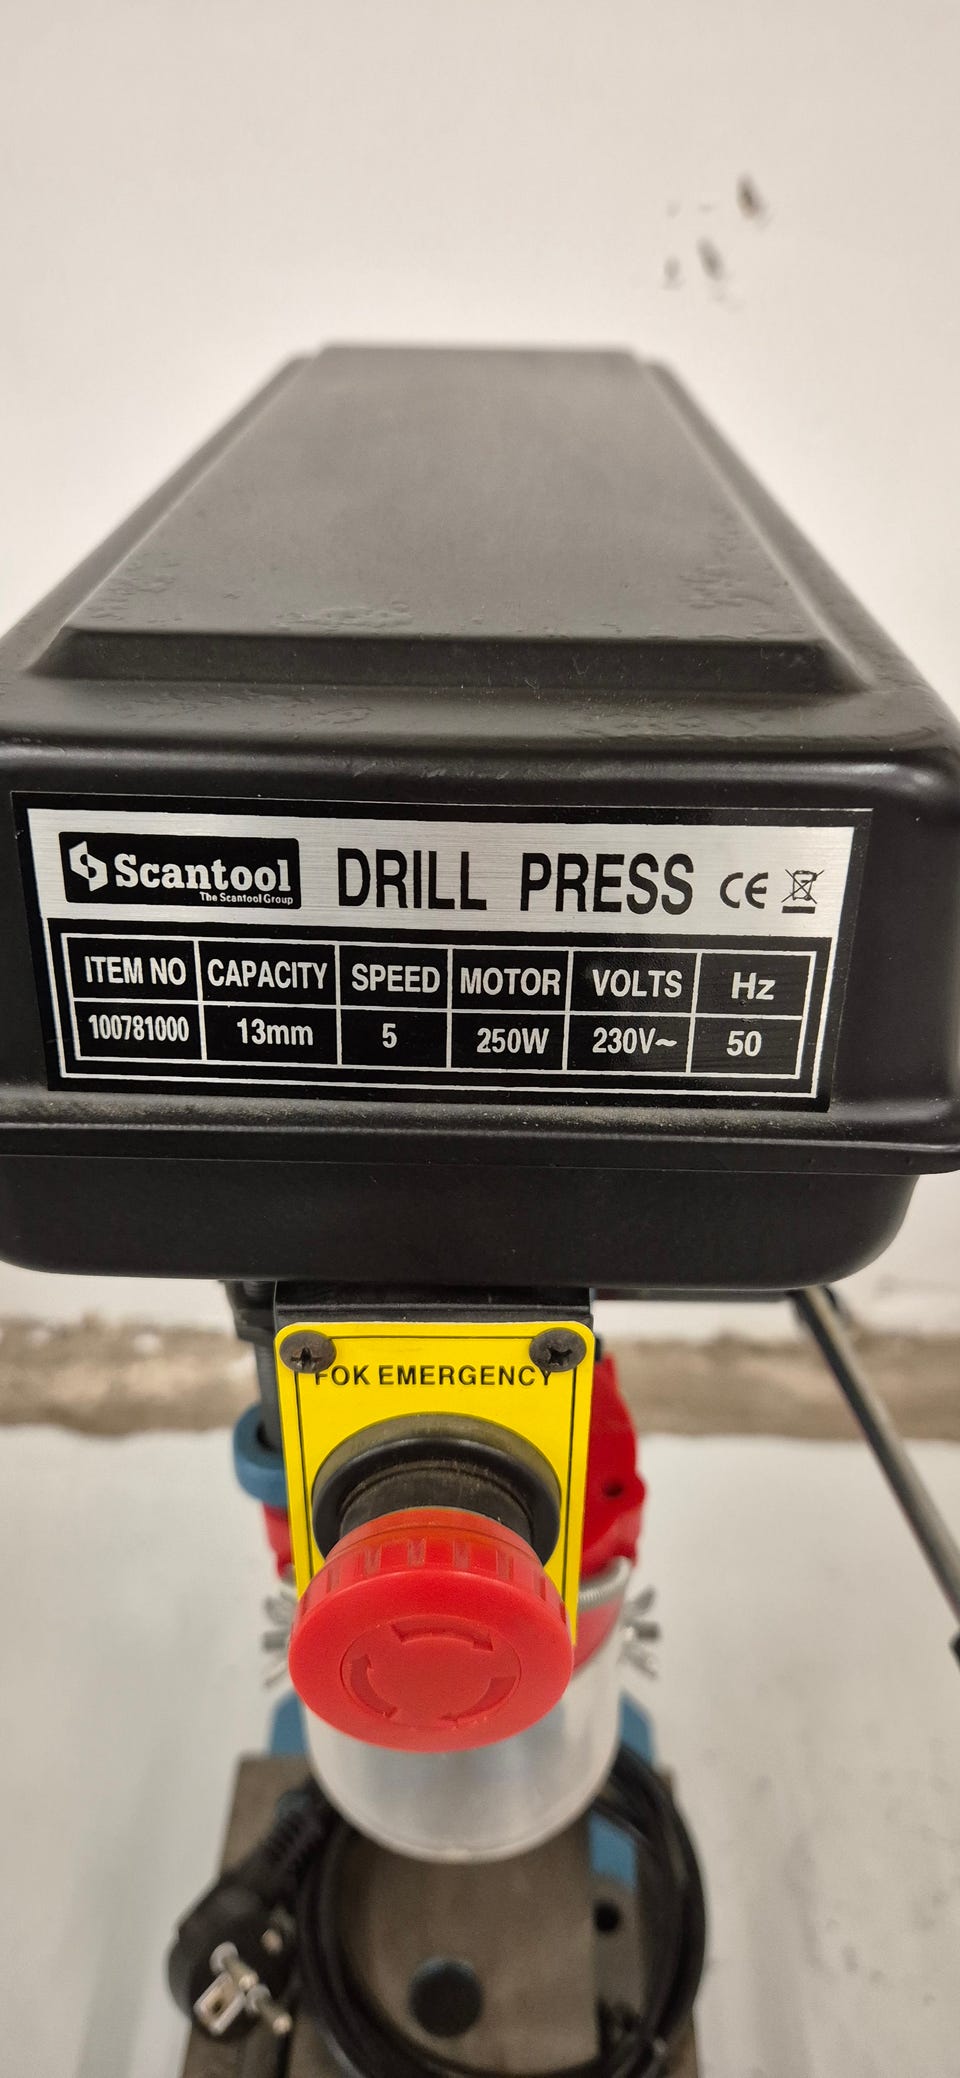 Scantool
The Scantool Group
DRILL PRESS CE
ITEM NO CAPACITY SPEED MOTOR VOLTS Hz
100781000 13mm 5 250W 230V~ 50
FOK EMERGENCY